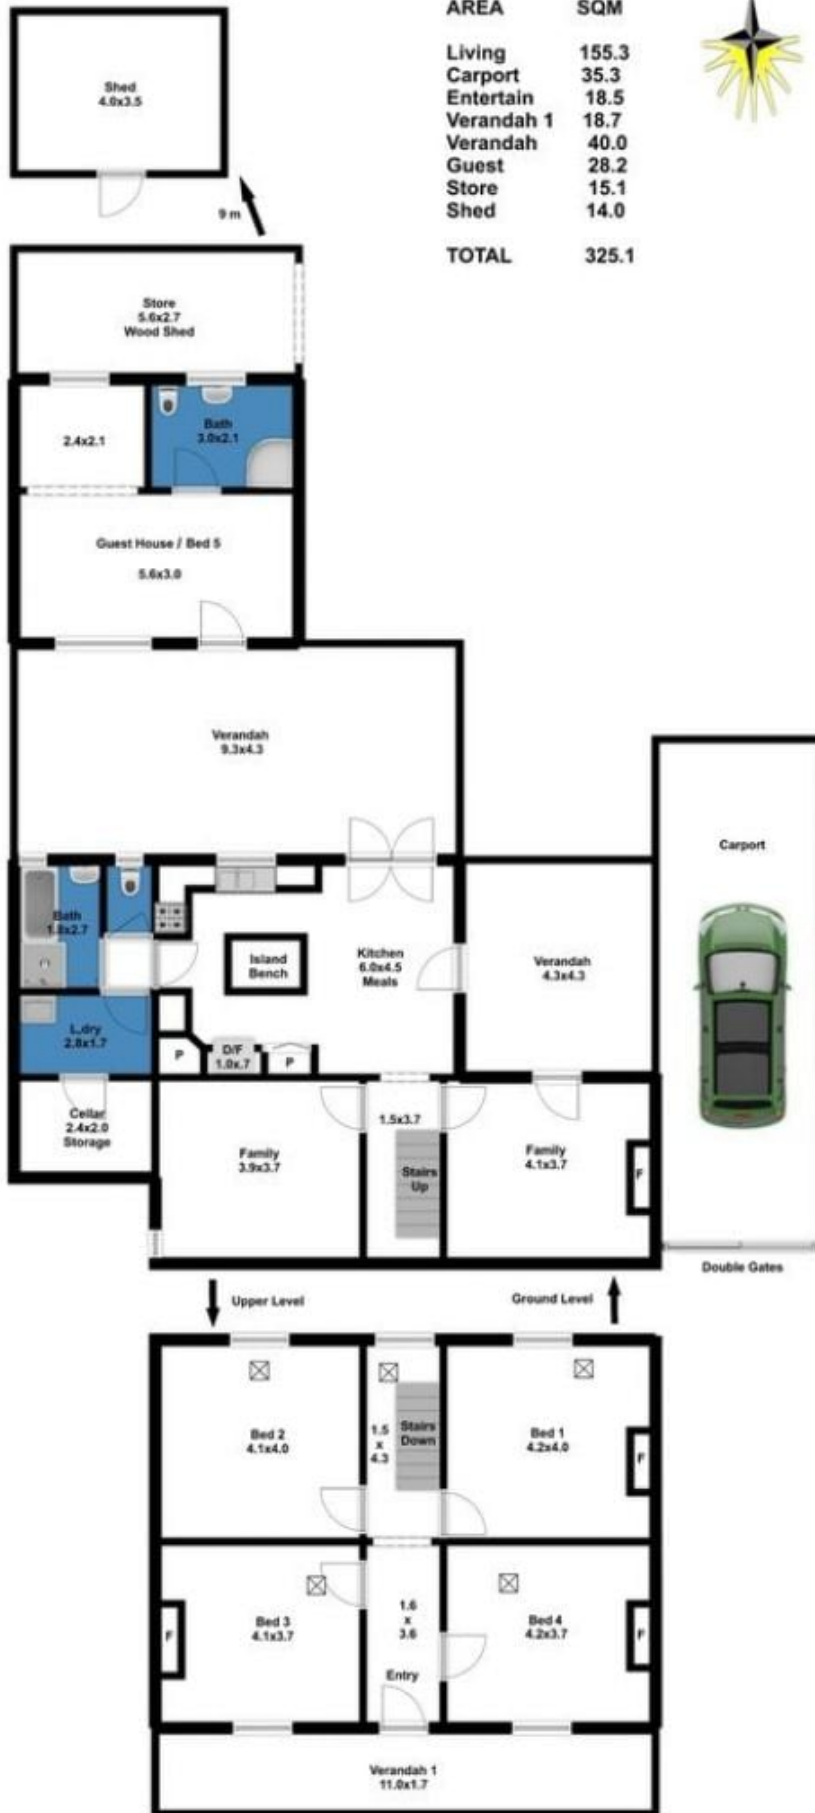 AREA SQM
Living 155.3
Carport 35.3
Entertain 18.5
Verandah 1 18.7
Verandah 40.0
Guest 28.2
Store 15.1
Shed 14.0
TOTAL 325.1
Shed
4.0x3.5
9 m
Store
5.6x2.7
Wood Shed
2.4x2.1
Bath
3.0x2.1
Guest House / Bed 5
5.6x3.0
Verandah
9.3x4.3
Carport
Bath
1.8x2.7
Island
Bench
Kitchen
6.0x4.5
Meals
Verandah
4.3x4.3
L.dry
2.8x1.7
P
D/F
1.0x.7
P
Cellar
2.4x2.0
Storage
Family
3.9x3.7
1.5x3.7
Stairs
Up
Family
4.1x3.7
F
Double Gates
Upper Level
Ground Level
Bed 2
4.1x4.0
1.5
x
4.3
Stairs
Down
Bed 1
4.2x4.0
F
F
Bed 3
4.1x3.7
1.6
x
3.6
Entry
Bed 4
4.2x3.7
F
Verandah 1
11.0x1.7